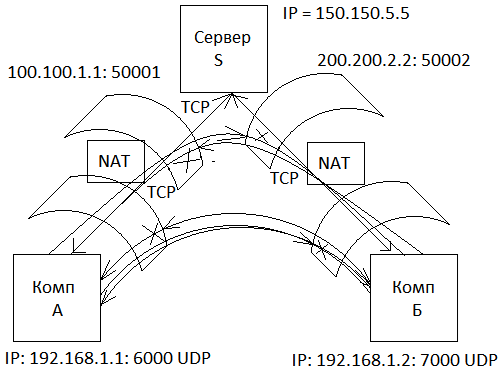 IP = 150.150.5.5
Сервер
S
100.100.1.1: 50001
200.200.2.2: 50002
TCP
NAT
NAT
TCP
TCP
Комп
А
Комп
Б
IP: 192.168.1.1: 6000 UDP
IP: 192.168.1.2: 7000 UDP